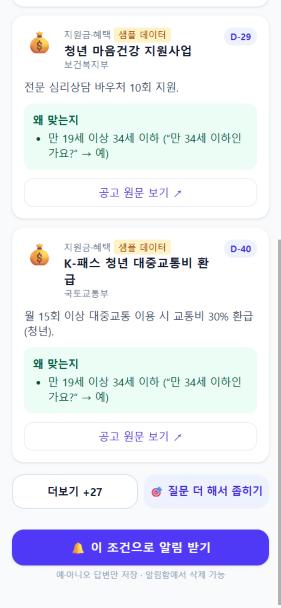 지원금·혜택 샘플 데이터 D-29
청년 마음건강 지원사업
보건복지부
전문 심리상담 바우처 10회 지원.
왜 맞는지
• 만 19세 이상 34세 이하 ("만 34세 이하인
가요?" → 예)
공고 원문 보기 ↗
지원금·혜택 샘플 데이터 D-40
K-패스 청년 대중교통비 환
급
국토교통부
월 15회 이상 대중교통 이용 시 교통비 30% 환급
(청년).
왜 맞는지
• 만 19세 이상 34세 이하 ("만 34세 이하인
가요?" → 예)
공고 원문 보기 ↗
더보기 +27
🎯 질문 더 해서 좁히기
🔔 이 조건으로 알림 받기
예·아니오 답변만 저장 · 알림함에서 삭제 가능